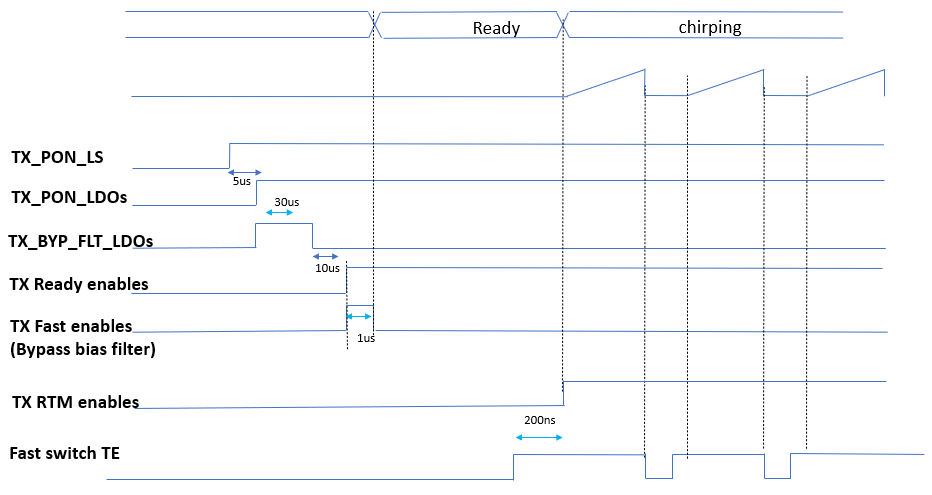 Ready
chirping
TX_PON_LS
5us
TX_PON_LDOs
30us
TX_BYP_FLT_LDOs
10us
TX Ready enables
TX Fast enables
(Bypass bias filter)
1us
TX RTM enables
200ns
Fast switch TE